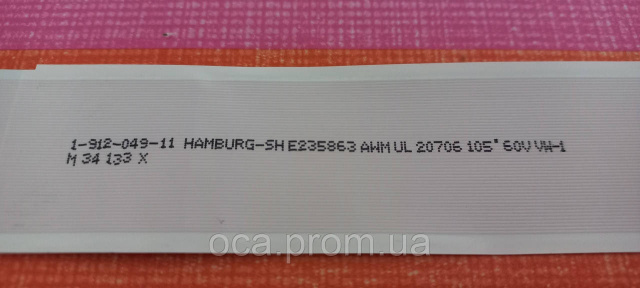 1-912-049-11 HAMBURG-SH E235863 AWM UL 20706 105° 60V VW-1
M 34 133 X
oca.prom.ua